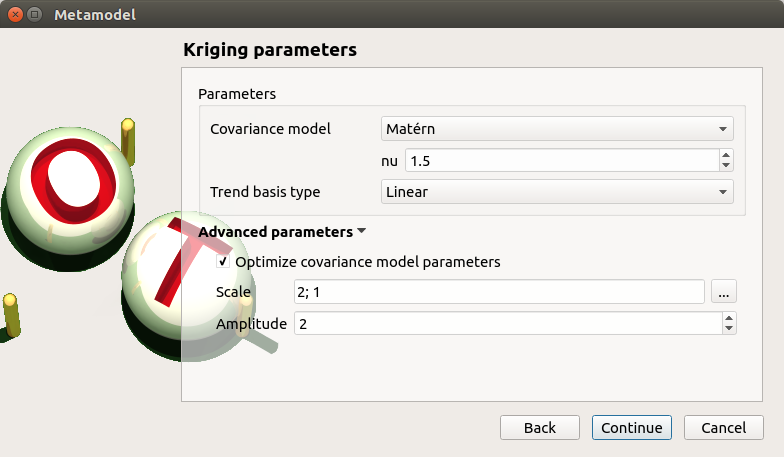 Metamodel
Kriging parameters
Parameters
Covariance model Matérn
nu 1.5
Trend basis type Linear
Advanced parameters
Optimize covariance model parameters
Scale 2; 1 ...
Amplitude 2
Back Continue Cancel
O
T